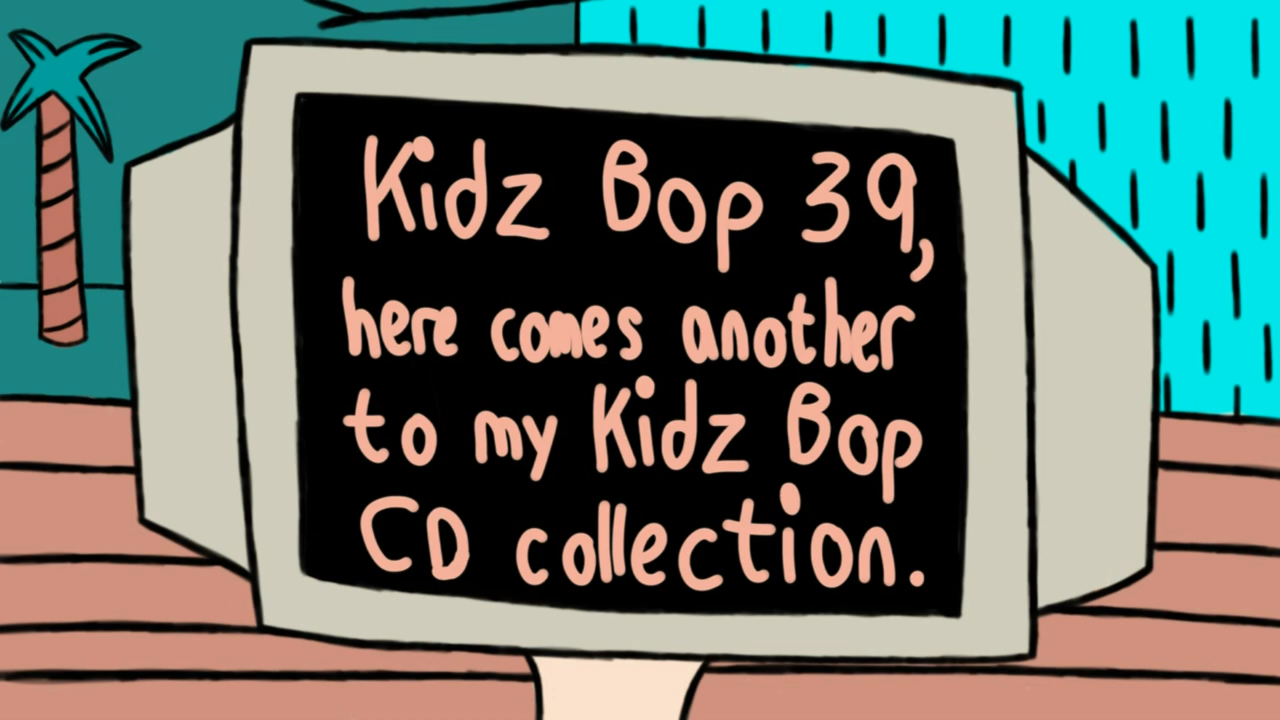 Kidz Bop 39,
here comes another
to my Kidz Bop
CD collection.